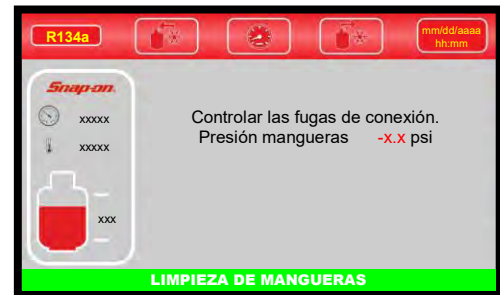 R134a
mm/dd/aaaa
hh:mm
Snap-on
xxxxx
xxxxx
xxx
Controlar las fugas de conexión.
Presión mangueras -x.x psi
LIMPIEZA DE MANGUERAS